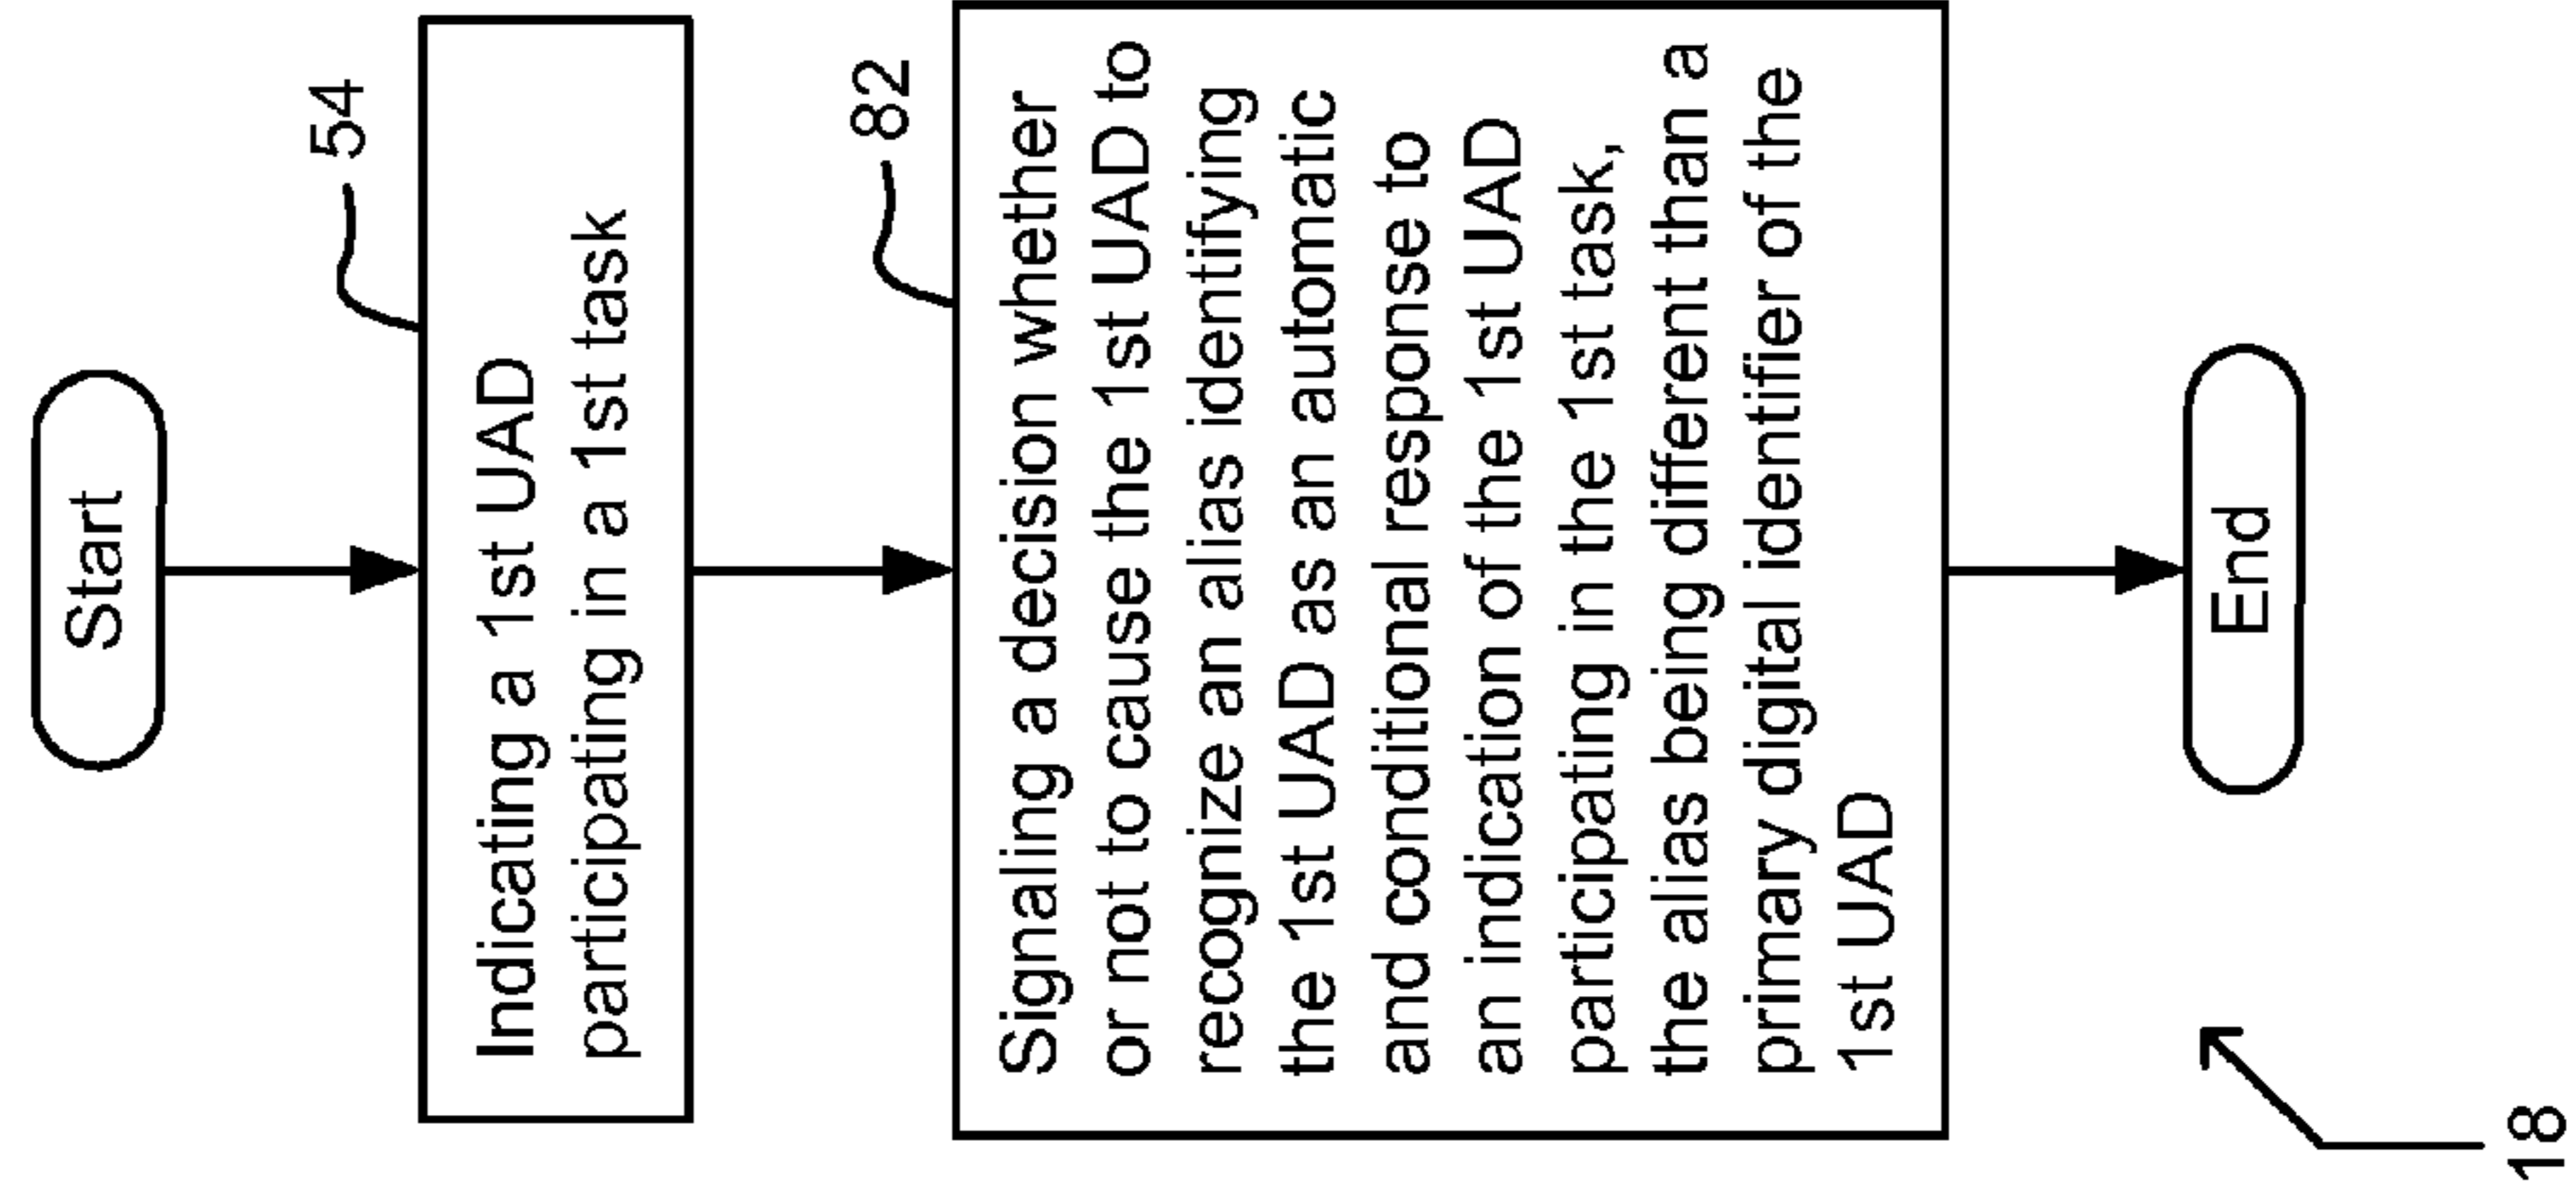 Start
54
Indicating a 1st UAD
participating in a 1st task
82
Signaling a decision whether
or not to cause the 1st UAD to
recognize an alias identifying
the 1st UAD as an automatic
and conditional response to
an indication of the 1st UAD
participating in the 1st task,
the alias being different than a
primary digital identifier of the
1st UAD
End
18